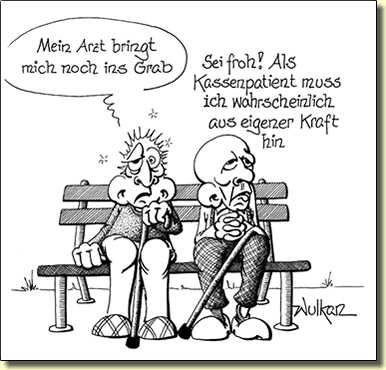 Mein Arzt bringt
mich noch ins Grab
Sei froh! Als
Kassenpatient muss
ich wahrscheinlich
aus eigener Kraft
hin
Wulkan